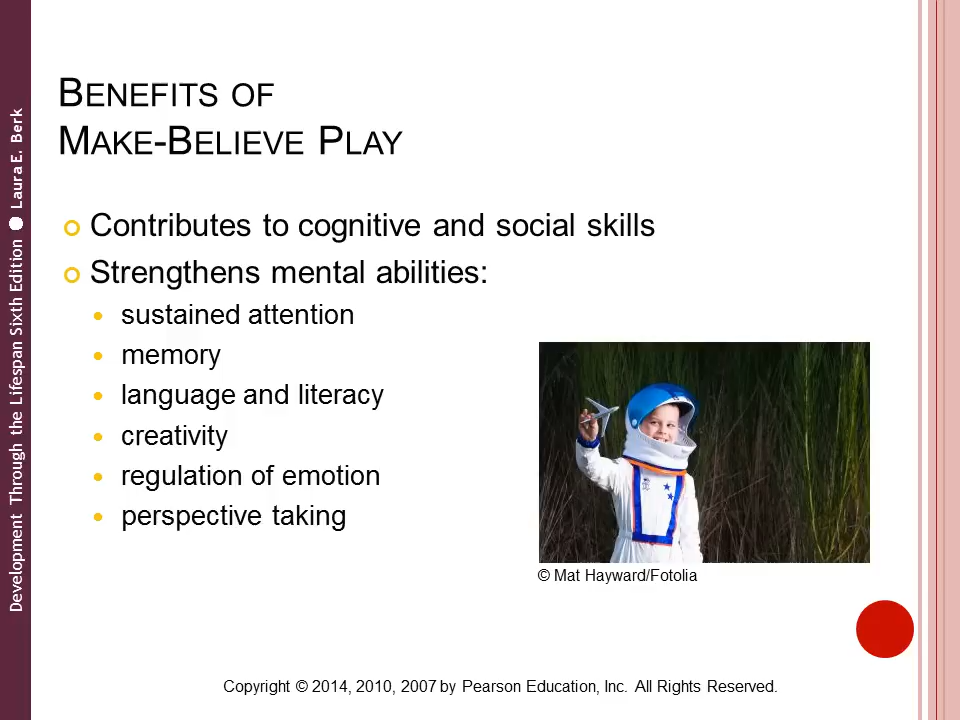 Benefits of
Make-Believe Play
Contributes to cognitive and social skills
Strengthens mental abilities:
sustained attention
memory
language and literacy
creativity
regulation of emotion
perspective taking
© Mat Hayward/Fotolia
Copyright © 2014, 2010, 2007 by Pearson Education, Inc. All Rights Reserved.
Development Through the Lifespan Sixth Edition ● Laura E. Berk